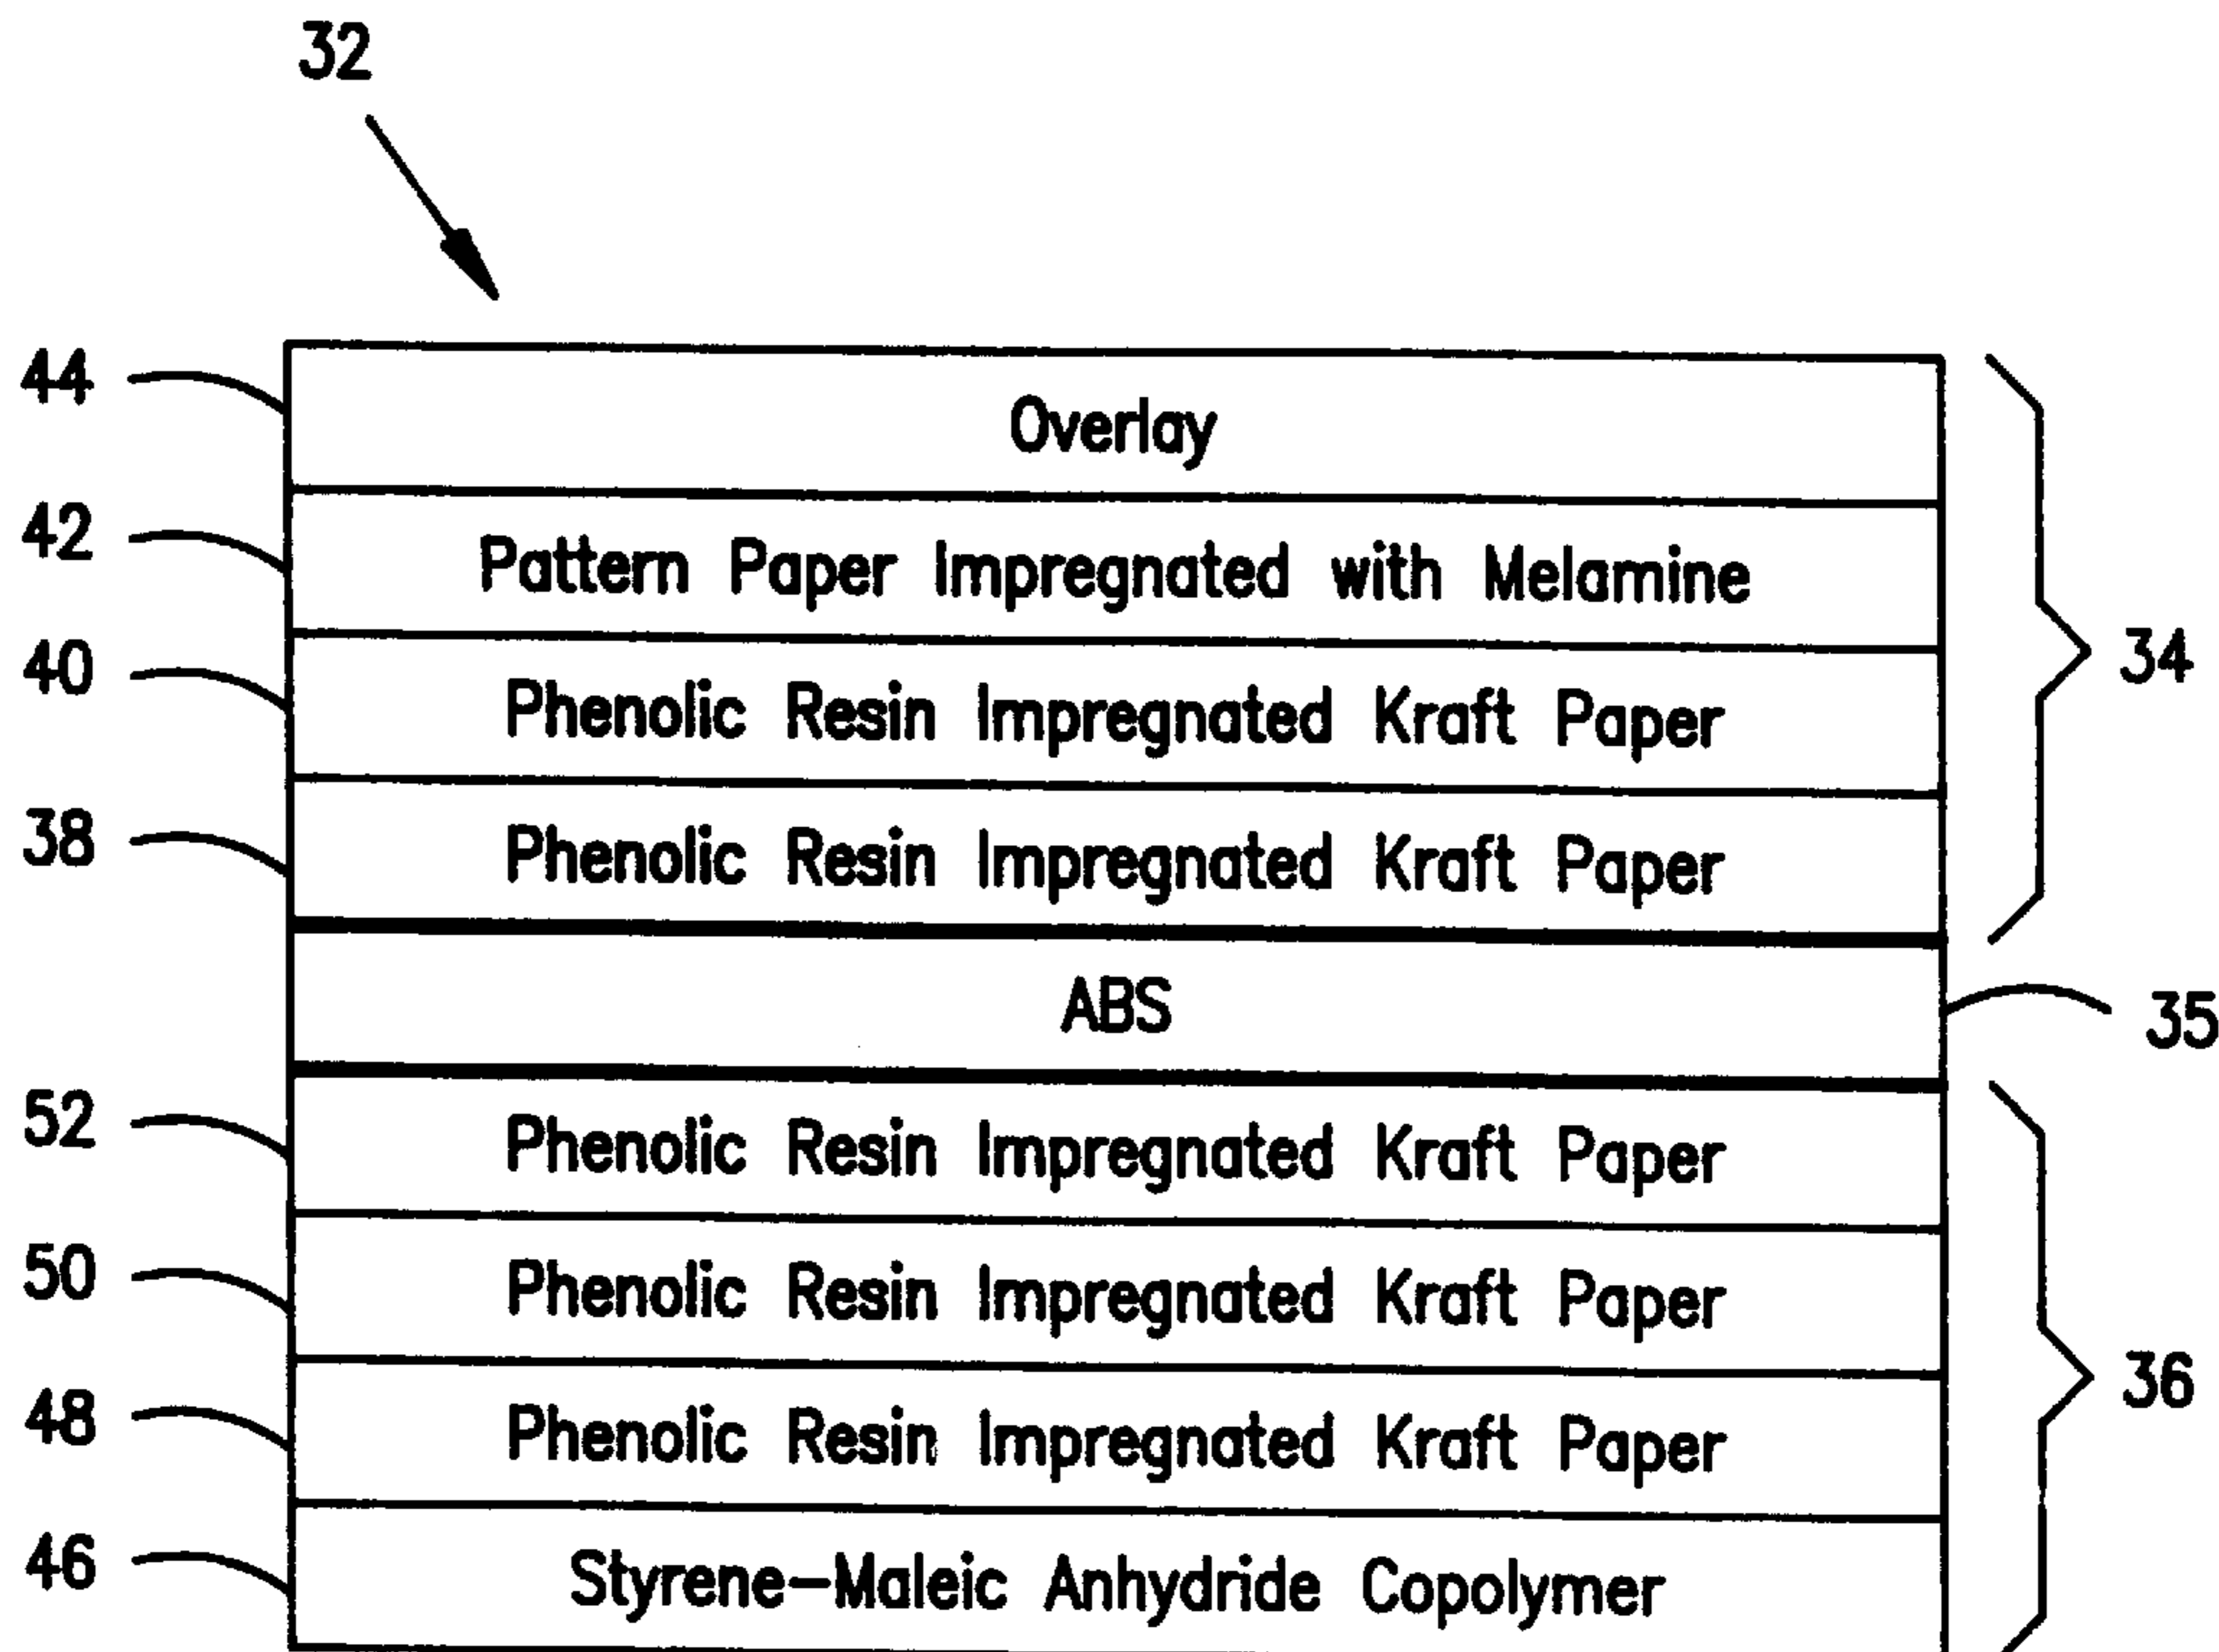 32
44
Overlay
42
Pattern Paper Impregnated with Melamine
40
Phenolic Resin Impregnated Kraft Paper
34
38
Phenolic Resin Impregnated Kraft Paper
ABS
35
52
Phenolic Resin Impregnated Kraft Paper
50
Phenolic Resin Impregnated Kraft Paper
36
48
Phenolic Resin Impregnated Kraft Paper
46
Styrene-Maleic Anhydride Copolymer